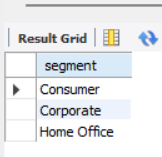 Result Grid
segment
Consumer
Corporate
Home Office